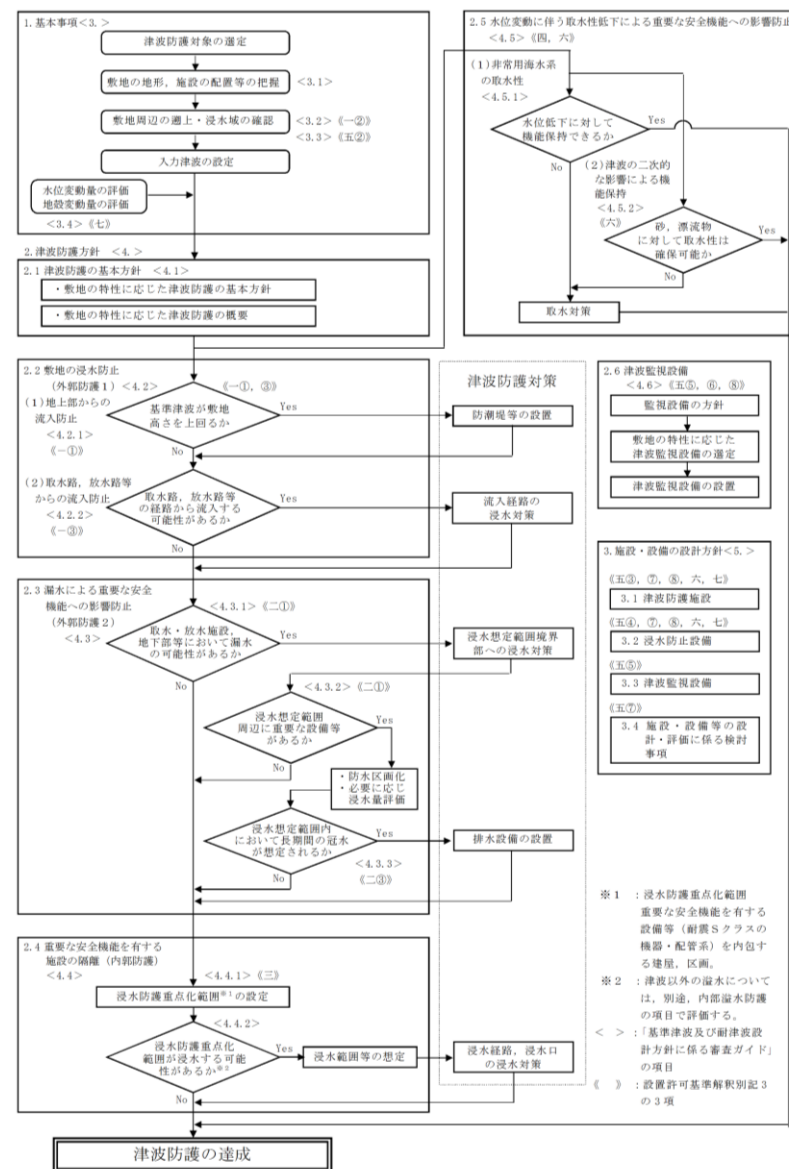 1.基本事項<3.>
津波防護対象の選定
敷地の地形，施設の配置等の把握
<3.1>
敷地周辺の遡上・浸水域の確認
<3.2>《一②》
<3.3>《五②》
入力津波の設定
水位変動量の評価
地殻変動量の評価
<3.4>《七》
2.津波防護方針 <4.>
2.1 津波防護の基本方針 <4.1>
・敷地の特性に応じた津波防護の基本方針
・敷地の特性に応じた津波防護の概要
2.2 敷地の浸水防止
(外郭防護１)<4.2>
《一①，③》
(1)地上部からの
流入防止
<4.2.1>
《一①》
基準津波が敷地
高さを上回るか
Yes
No
防潮堤等の設置
(2)取水路，放水路等
からの流入防止
<4.2.2>
《一③》
取水路，放水路等
の経路から流入する
可能性があるか
Yes
No
流入経路の
浸水対策
津波防護対策
2.3 漏水による重要な安全
機能への影響防止
(外郭防護２)
<4.3>
<4.3.1>《二①》
取水・放水施設，
地下部等において漏水
の可能性があるか
Yes
No
浸水想定範囲境界
部への浸水対策
<4.3.2>《二①》
浸水想定範囲
周辺に重要な設備等
があるか
Yes
No
・防水区画化
・必要に応じ
浸水量評価
浸水想定範囲内
において長期間の冠水
が想定されるか
Yes
No
<4.3.3>
《二③》
排水設備の設置
2.4 重要な安全機能を有する
施設の隔離(内郭防護)
<4.4>
<4.4.1>《三》
浸水防護重点化範囲※1の設定
<4.4.2>
浸水防護重点化
範囲が浸水する可能
性があるか※2
Yes
No
浸水範囲等の想定
浸水経路，浸水口
の浸水対策
津波防護の達成
2.5 水位変動に伴う取水性低下による重要な安全機能への影響防止
<4.5>《四，六》
(1)非常用海水系
の取水性
<4.5.1>
水位低下に対して
機能保持できるか
Yes
No
(2)津波の二次的
な影響による機
能保持
<4.5.2>
《六》
砂，漂流物
に対して取水性は
確保可能か
Yes
No
取水対策
2.6 津波監視設備
<4.6>《五⑤，⑥，⑧》
監視設備の方針
敷地の特性に応じた
津波監視設備の選定
津波監視設備の設置
3.施設・設備の設計方針<5.>
《五③，⑦，⑧，六，七》
3.1 津波防護施設
《五④，⑦，⑧，六，七》
3.2 浸水防止設備
《五⑤》
3.3 津波監視設備
《五⑦》
3.4 施設・設備等の設
計・評価に係る検討
事項
※１ ：浸水防護重点化範囲
重要な安全機能を有する
設備等（耐震Ｓクラスの
機器・配管系）を内包す
る建屋，区画。
※２ ：津波以外の溢水について
は，別途，内部溢水防護
の項目で評価する。
< > ：「基準津波及び耐津波設
計方針に係る審査ガイド」
の項目
《 》 ：設置許可基準解釈別記３
の３項